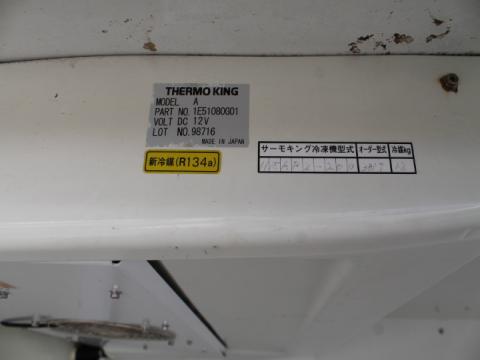 THERMO KING
MODEL A
PART NO. 1E51080G01
VOLT DC 12V
LOT NO. 98716
MADE IN JAPAN
新冷媒(R134a)
サーモキング冷凍機型式 オーダー型式 冷媒kg